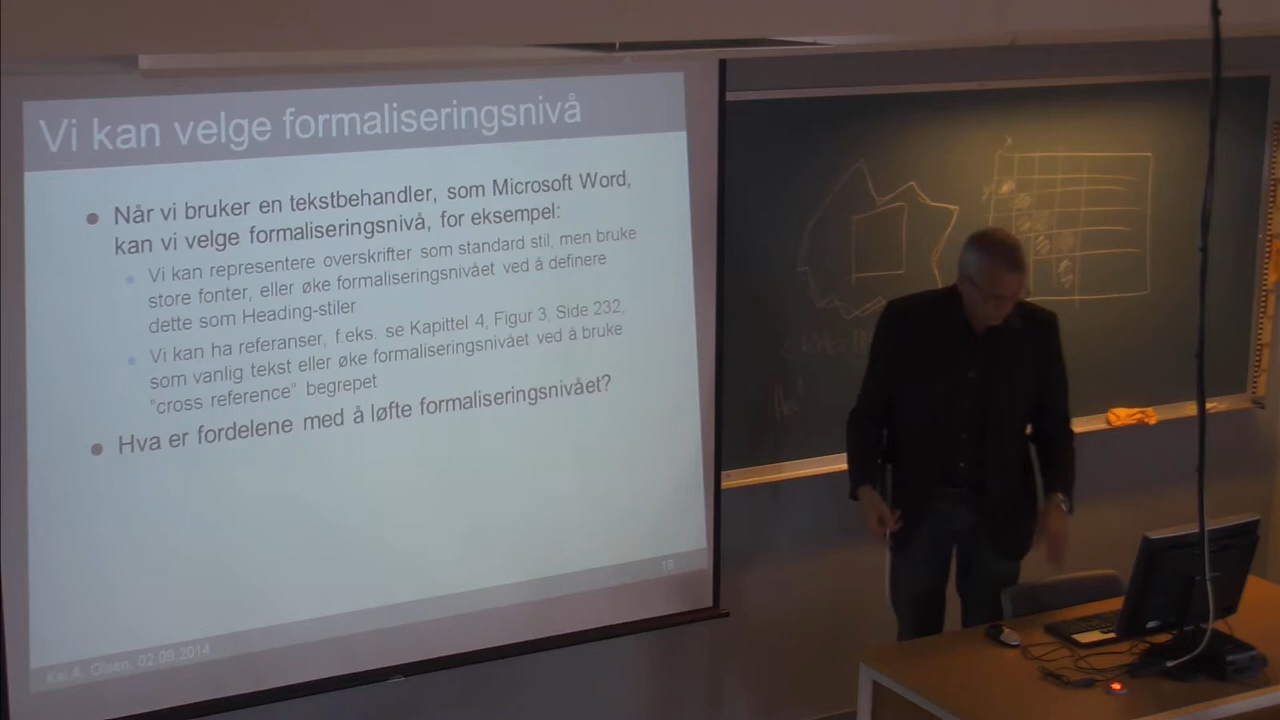 Vi kan velge formaliseringsnivå
Når vi bruker en tekstbehandler, som Microsoft Word,
kan vi velge formaliseringsnivå, for eksempel:
Vi kan representere overskrifter som standard stil, men bruke
store fonter, eller øke formaliseringsnivået ved å definere
dette som Heading-stiler
Vi kan ha referanser, f.eks. se Kapittel 4, Figur 3, Side 232,
som vanlig tekst eller øke formaliseringsnivået ved å bruke
"cross reference" begrepet
Hva er fordelene med å løfte formaliseringsnivået?
19
Kai A. Olsen, 02.09.2014